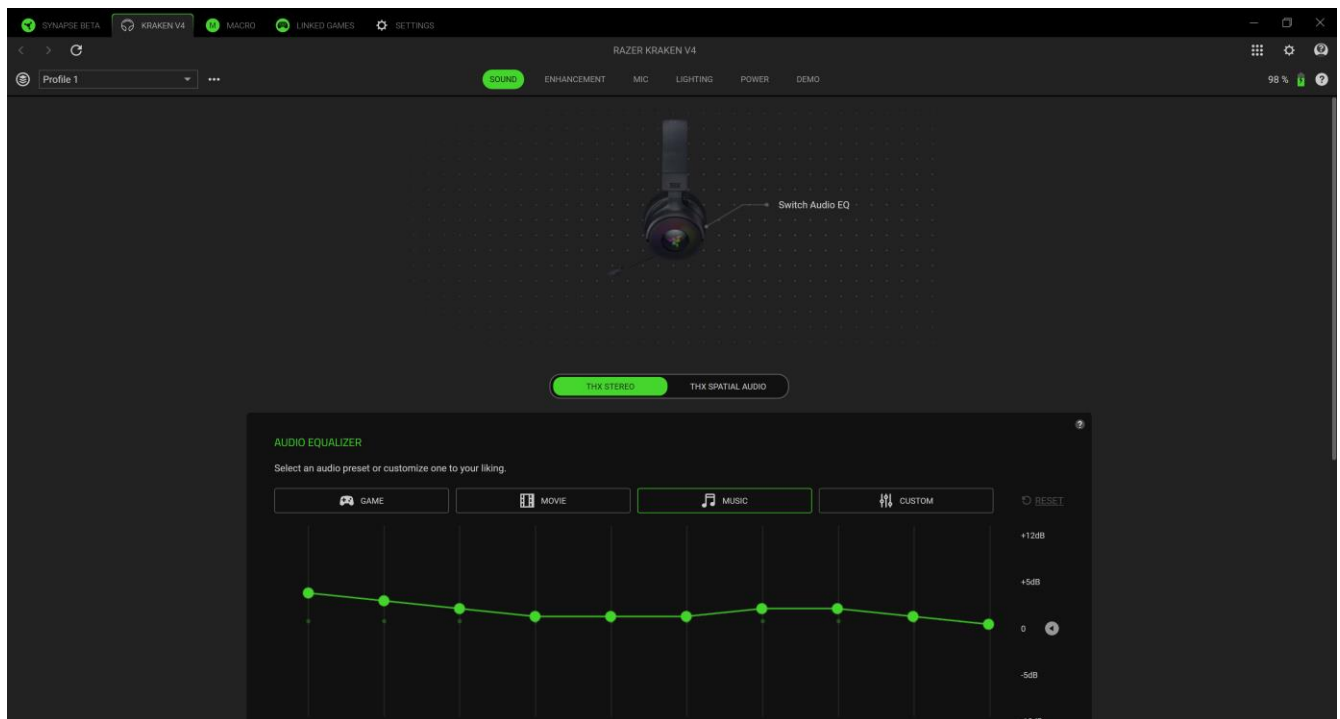 SYNAPSE BETA KRAKEN V4 MACRO LINKED GAMES SETTINGS
RAZER KRAKEN V4
Profile 1 SOUND ENHANCEMENT MIC LIGHTING POWER DEMO 98 %
Switch Audio EQ
THX STEREO THX SPATIAL AUDIO
AUDIO EQUALIZER
Select an audio preset or customize one to your liking.
GAME MOVIE MUSIC CUSTOM RESET
+12dB
+5dB
0
-5dB